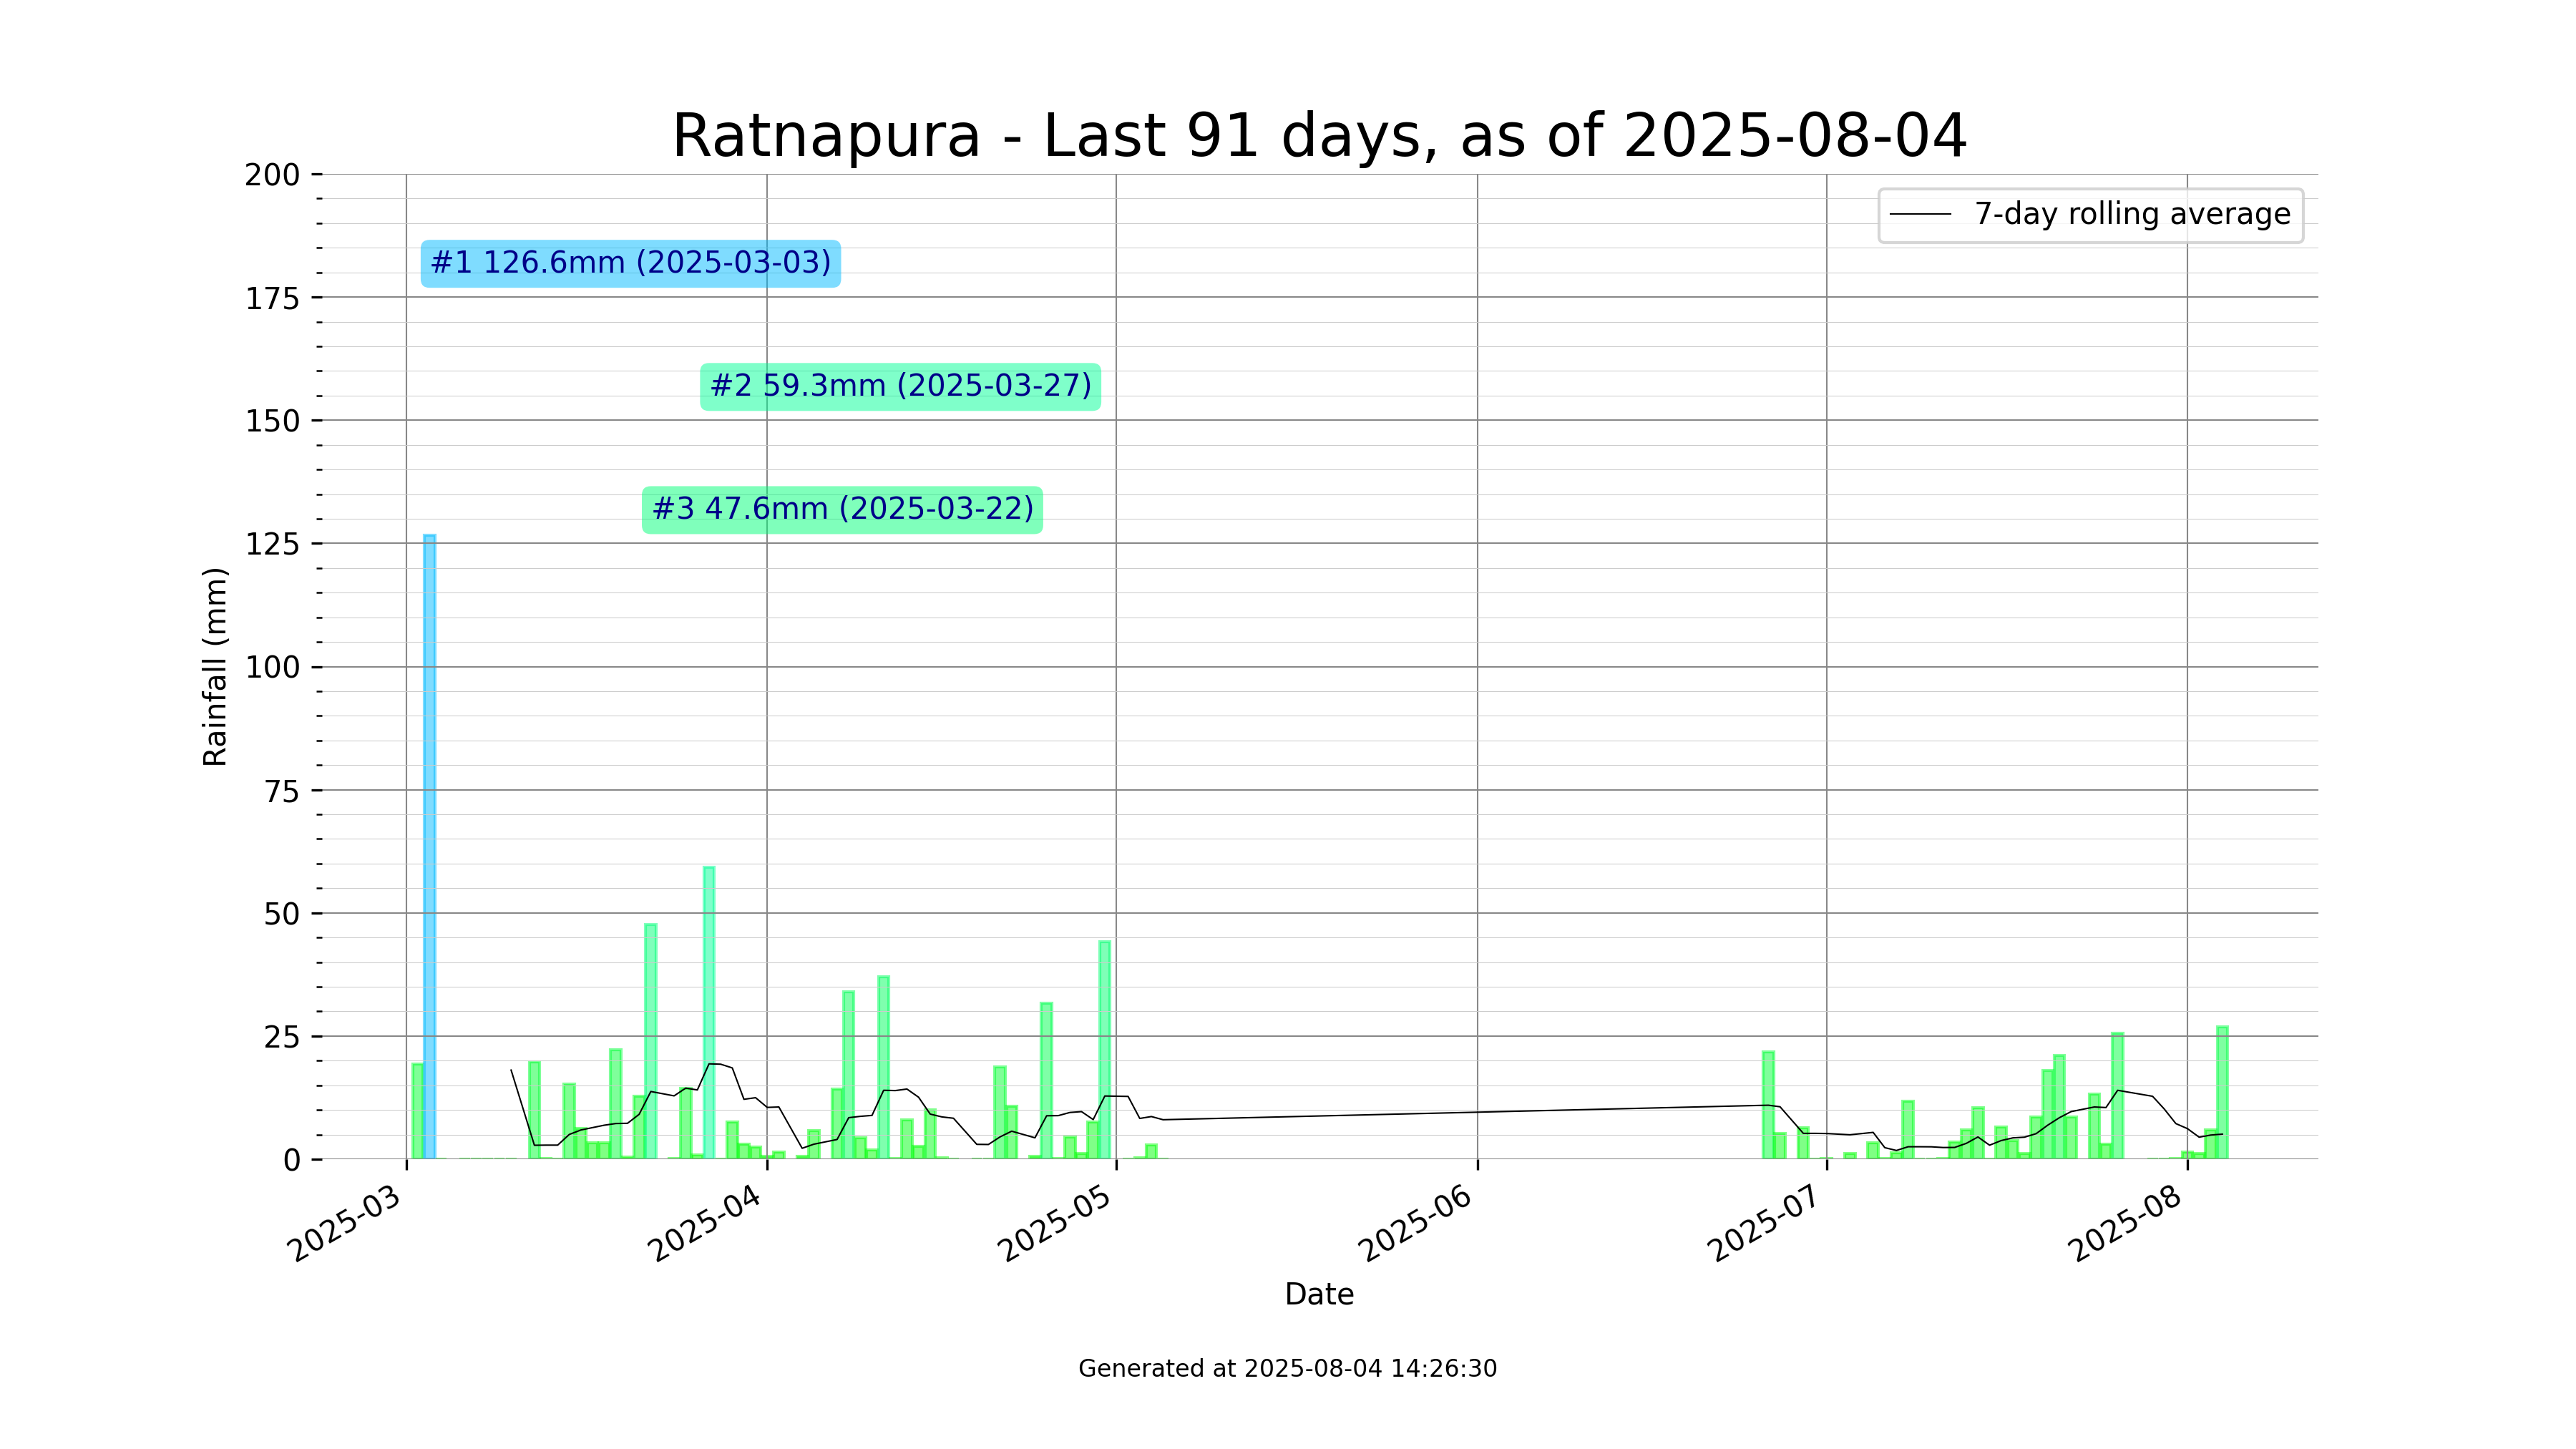 Ratnapura - Last 91 days, as of 2025-08-04
7-day rolling average
#1 126.6mm (2025-03-03)
#2 59.3mm (2025-03-27)
#3 47.6mm (2025-03-22)
Rainfall (mm)
200
175
150
125
100
75
50
25
0
2025-03
2025-04
2025-05
2025-06
2025-07
2025-08
Date
Generated at 2025-08-04 14:26:30